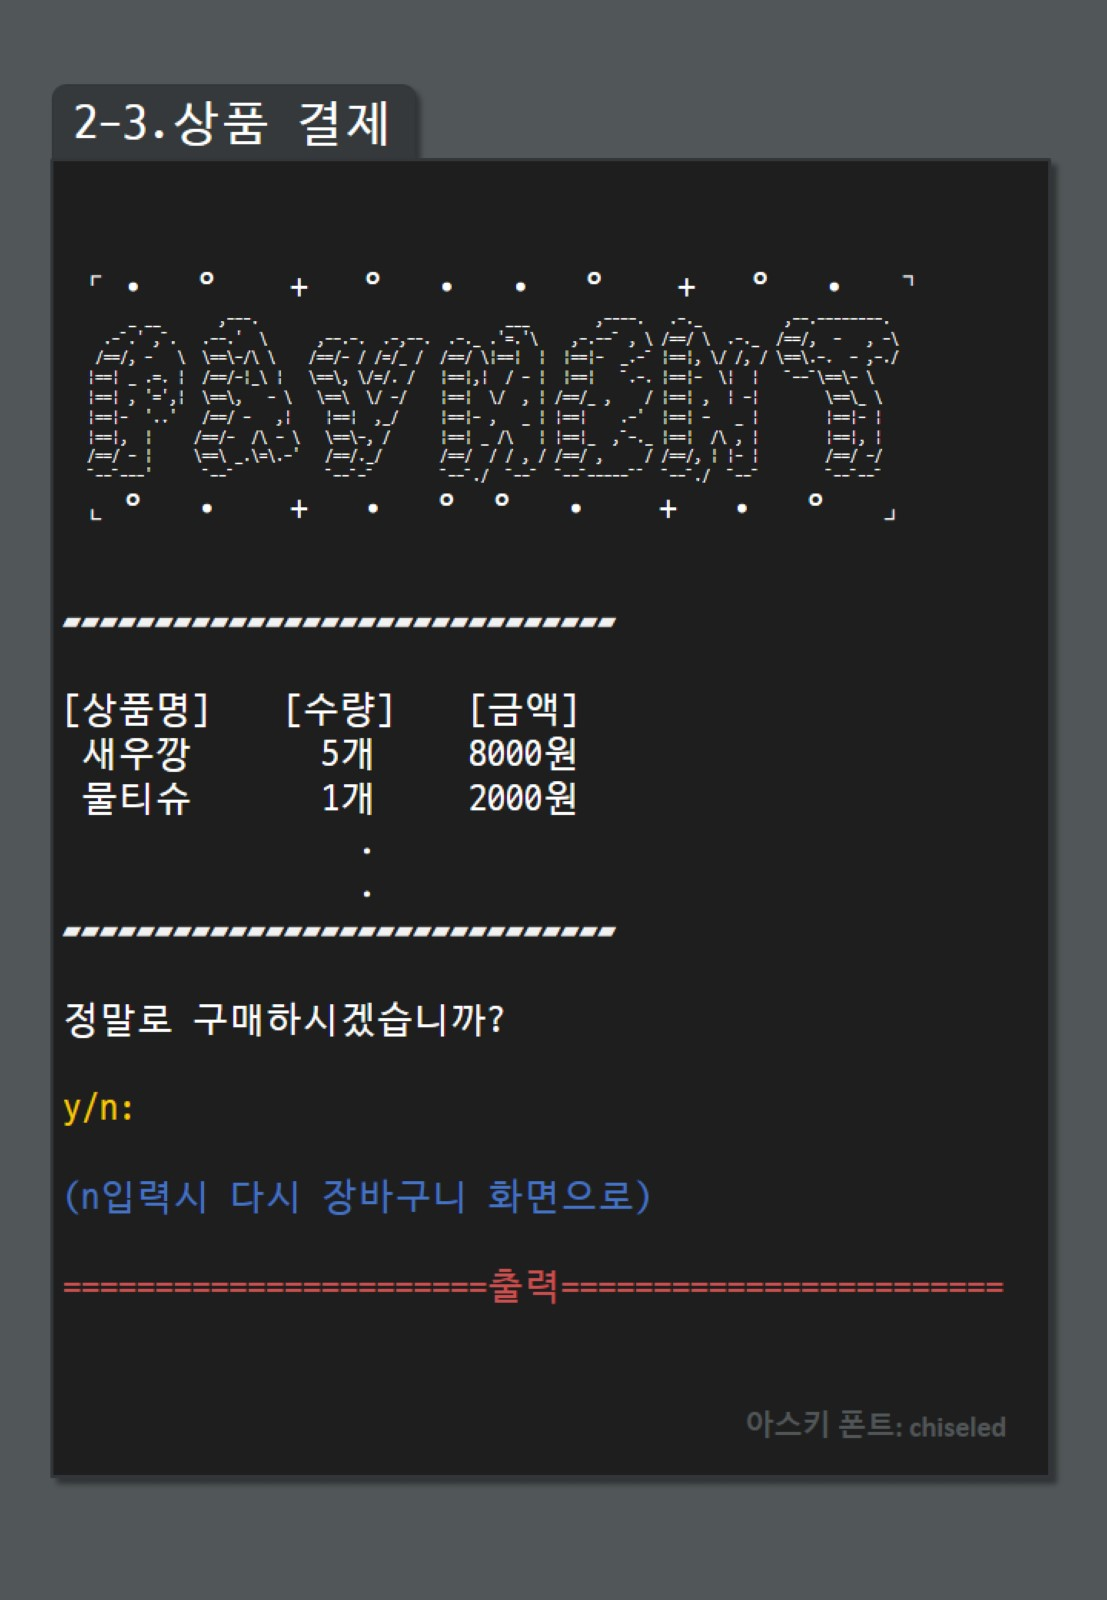 2-3.상품 결제
PAYMENT
[상품명] [수량] [금액]
새우깡 5개 8000원
물티슈 1개 2000원
.
.
정말로 구매하시겠습니까?
y/n:
(n입력시 다시 장바구니 화면으로)
=======================출력========================
아스키 폰트: chiseled